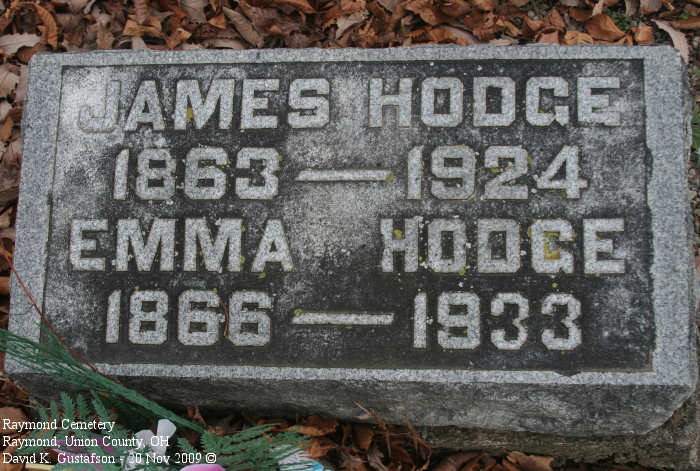 JAMES HODGE
1863 — 1924
EMMA HODGE
1866 — 1933
Raymond Cemetery
Raymond, Union County, OH
David K. Gustafson - 20 Nov 2009 ©